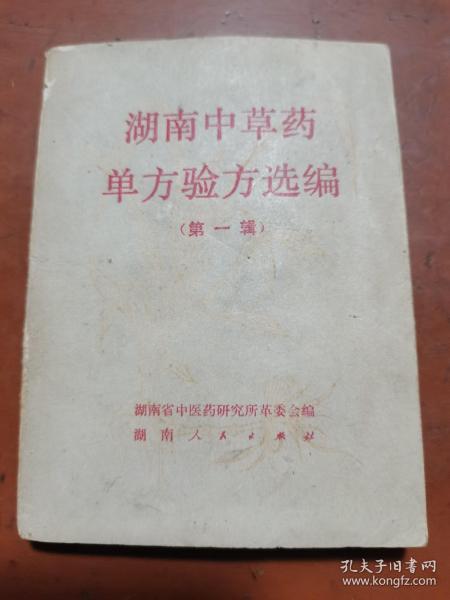 湖南中草药
单方验方选编
(第一辑)
湖南省中医药研究所革委会编
湖南人民出版社
孔夫子旧书网
www.kongfz.com